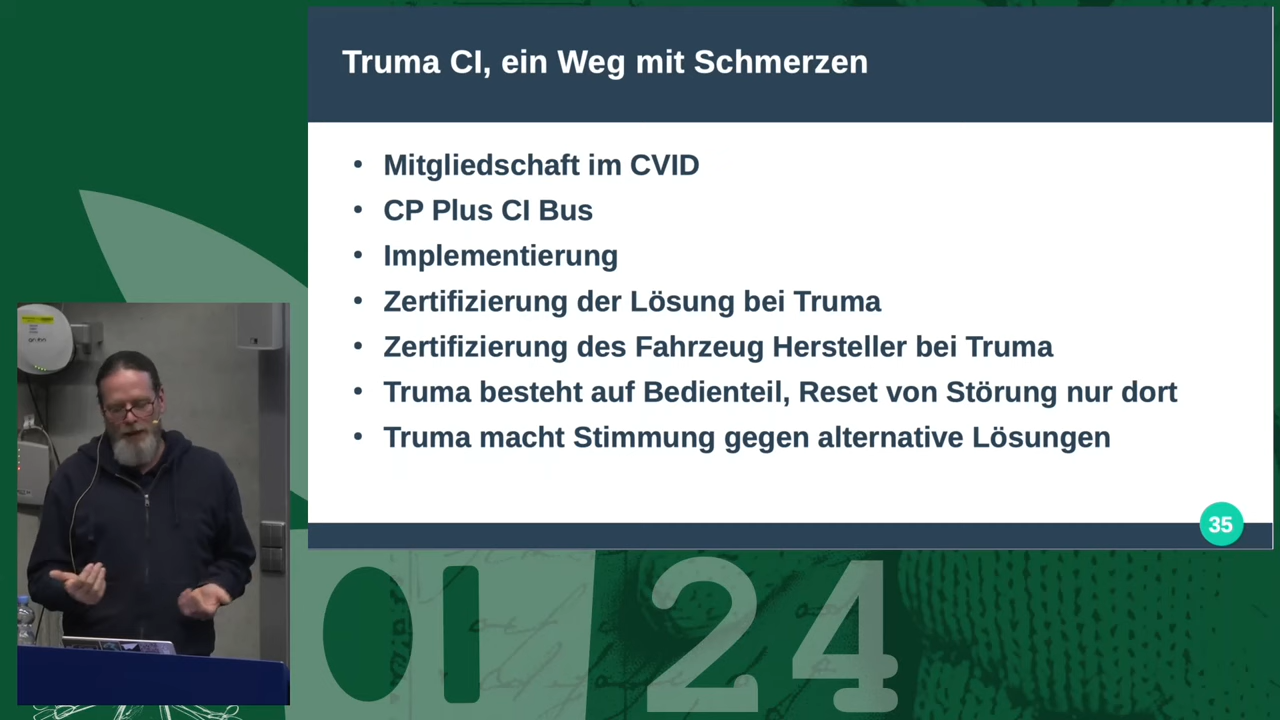 Truma CI, ein Weg mit Schmerzen
• Mitgliedschaft im CVID
• CP Plus CI Bus
• Implementierung
• Zertifizierung der Lösung bei Truma
• Zertifizierung des Fahrzeug Hersteller bei Truma
• Truma besteht auf Bedienteil, Reset von Störung nur dort
• Truma macht Stimmung gegen alternative Lösungen
35
24